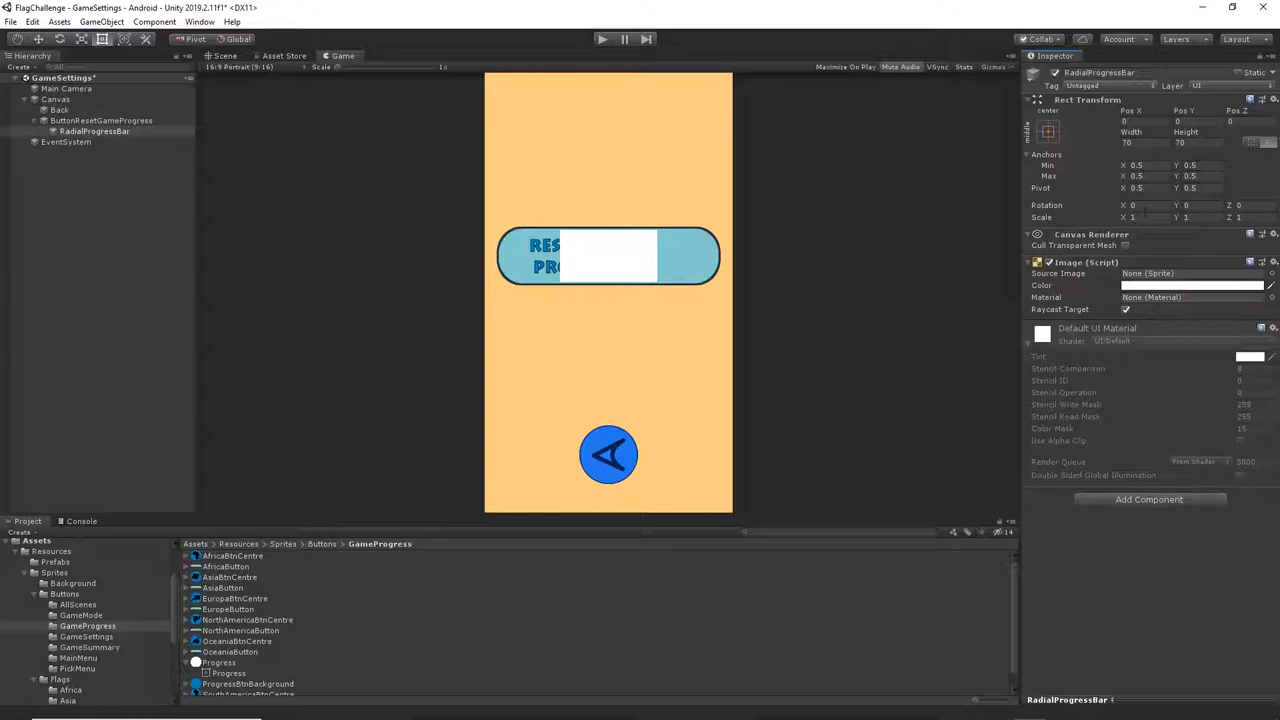 FlagChallenge - GameSettings - Android - Unity 2019.2.11f1* <DX11>
File Edit Assets GameObject Component Window Help
Pivot Global Collab Account Layers Layout
Hierarchy Scene Asset Store Game Inspector
Create All 16:9 Portrait (9:16) Scale 1x Maximize On Play Mute Audio VSync Stats Gizmos
RadialProgressBar Static
Tag Untagged Layer UI
GameSettings*
Main Camera
Canvas
Back
ButtonResetGameProgress
RadialProgressBar
EventSystem
RES
PRO
Rect Transform
center Pos X Pos Y Pos Z
middle 0 0 0
Width Height
70 70
Anchors
Min X 0.5 Y 0.5
Max X 0.5 Y 0.5
Pivot X 0.5 Y 0.5
Rotation X 0 Y 0 Z 0
Scale X 1 Y 1 Z 1
Canvas Renderer
Cull Transparent Mesh
Image (Script)
Source Image None (Sprite)
Color
Material None (Material)
Raycast Target
Default UI Material
Shader UI/Default
Tint
Stencil Comparison 8
Stencil ID 0
Stencil Operation 0
Stencil Write Mask 255
Stencil Read Mask 255
Color Mask 15
Use Alpha Clip
Render Queue From Shader 3000
Double Sided Global Illumination
Add Component
Project Console
Create 14
Assets
Resources
Prefabs
Sprites
Background
Buttons
AllScenes
GameMode
GameProgress
GameSettings
GameSummary
MainMenu
PickMenu
Flags
Africa
Asia
Assets Resources Sprites Buttons GameProgress
AfricaBtnCentre
AfricaButton
AsiaBtnCentre
AsiaButton
EuropaBtnCentre
EuropeButton
NorthAmericaBtnCentre
NorthAmericaButton
OceaniaBtnCentre
OceaniaButton
Progress
Progress
ProgressBtnBackground
SouthAmericaBtnCentre
RadialProgressBar